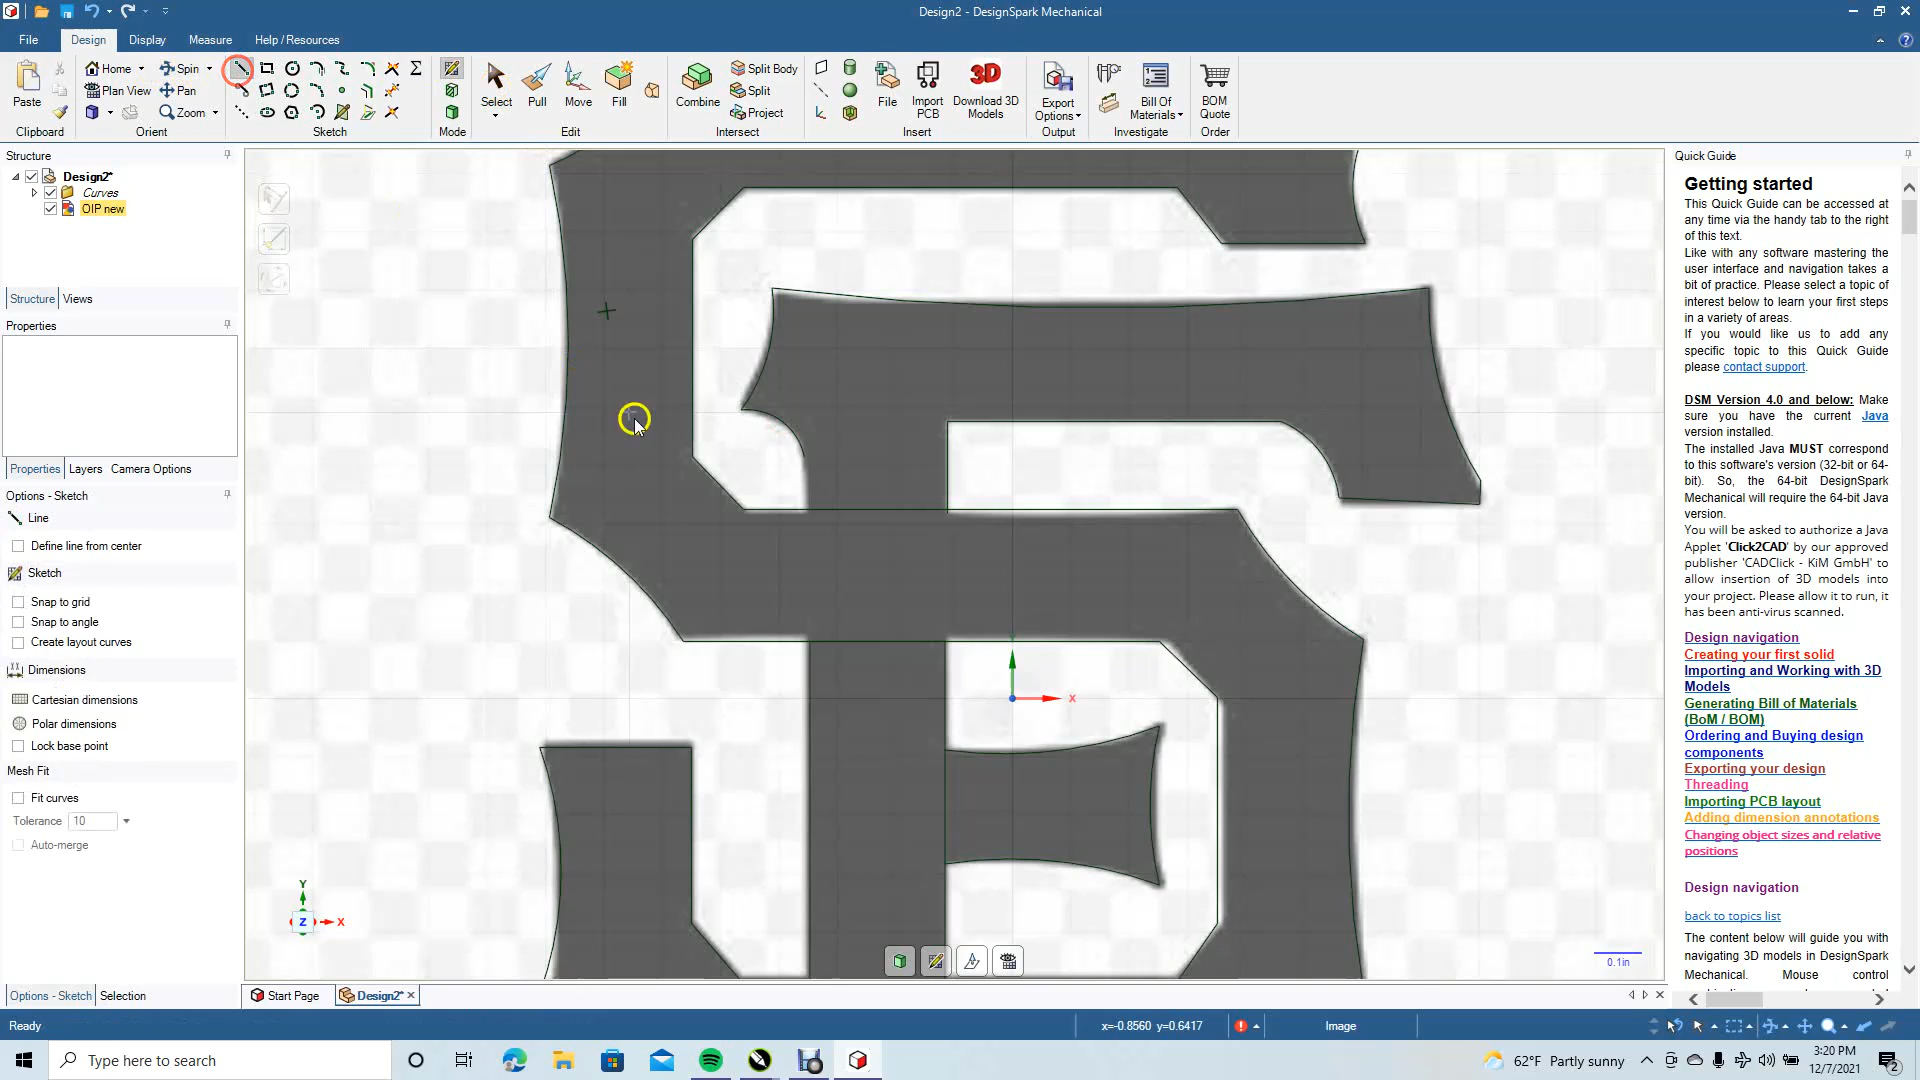 Design2 - DesignSpark Mechanical
File
Design
Display
Measure
Help / Resources
Paste
Clipboard
Home
Plan View
Spin
Pan
Zoom
Orient
Sketch
Mode
Select
Pull
Move
Fill
Edit
Combine
Split Body
Split
Project
Intersect
File
Import
PCB
Download 3D
Models
Insert
3D
Export
Options
Output
Bill Of
Materials
Investigate
BOM
Quote
Order
Structure
Design2*
Curves
OIP new
Structure
Views
Properties
Properties
Layers
Camera Options
Options - Sketch
Line
Define line from center
Sketch
Snap to grid
Snap to angle
Create layout curves
Dimensions
Cartesian dimensions
Polar dimensions
Lock base point
Mesh Fit
Fit curves
Tolerance 10
Auto-merge
Options - Sketch
Selection
Y
X
Y
Z
X
0.1in
Start Page
Design2*
Quick Guide
Getting started
This Quick Guide can be accessed at
any time via the handy tab to the right
of this text.
Like with any software mastering the
user interface and navigation takes a
bit of practice. Please select a topic of
interest below to learn your first steps
in a variety of areas.
If you would like us to add any
specific topic to this Quick Guide
please contact support.
DSM Version 4.0 and below: Make
sure you have the current Java
version installed.
The installed Java MUST correspond
to this software's version (32-bit or 64-
bit). So, the 64-bit DesignSpark
Mechanical will require the 64-bit Java
version.
You will be asked to authorize a Java
Applet 'Click2CAD' by our approved
publisher 'CADClick - KiM GmbH' to
allow insertion of 3D models into
your project. Please allow it to run, it
has been anti-virus scanned.
Design navigation
Creating your first solid
Importing and Working with 3D
Models
Generating Bill of Materials
(BoM / BOM)
Ordering and Buying design
components
Exporting your design
Threading
Importing PCB layout
Adding dimension annotations
Changing object sizes and relative
positions
Design navigation
back to topics list
The content below will guide you with
navigating 3D models in DesignSpark
Mechanical. Mouse control
Ready
x=-0.8560 y=0.6417
Image
Type here to search
62°F Partly sunny
3:20 PM
12/7/2021
2